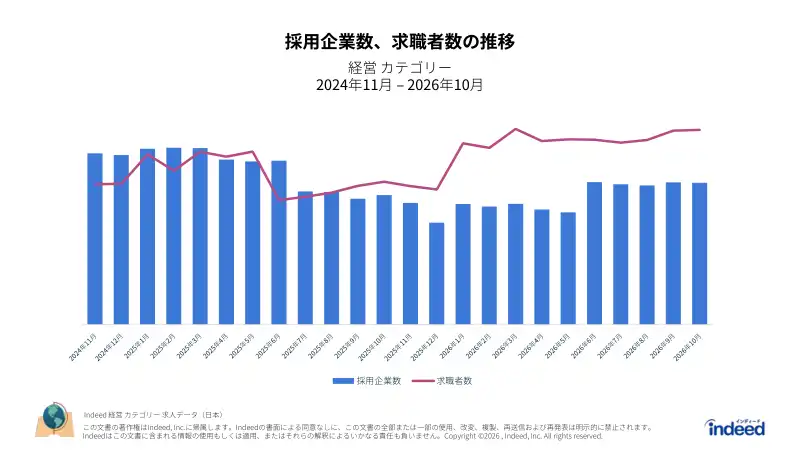 採用企業数、求職者数の推移
経営 カテゴリー
2024年11月 – 2026年10月
2024年11月
2024年12月
2025年1月
2025年2月
2025年3月
2025年4月
2025年5月
2025年6月
2025年7月
2025年8月
2025年9月
2025年10月
2025年11月
2025年12月
2026年1月
2026年2月
2026年3月
2026年4月
2026年5月
2026年6月
2026年7月
2026年8月
2026年9月
2026年10月
採用企業数
求職者数
Indeed 経営 カテゴリー 求人データ（日本）
この文書の著作権はIndeed, Inc.に帰属します。Indeedの書面による同意なしに、この文書の全部または一部の使用、改変、複製、再送信および再発表は明示的に禁止されます。
Indeedはこの文書に含まれる情報の使用もしくは適用、またはそれらの解釈によるいかなる責任も負いません。Copyright ©2026 , Indeed, Inc. All rights reserved.
インディード
indeed